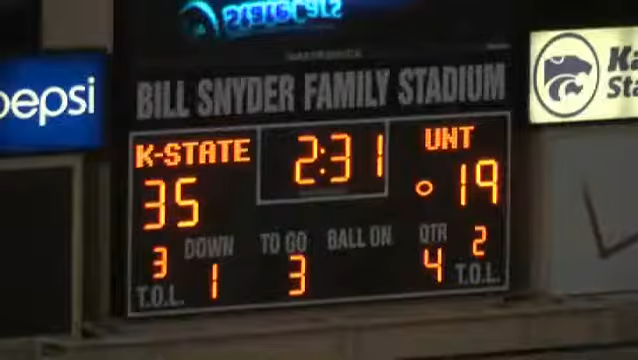 pepsi
BILL SNYDER FAMILY STADIUM
K-STATE 2:31 UNT
35 19
DOWN TO GO BALL ON QTR
3 1 3 4 2
T.O.L. T.O.L.